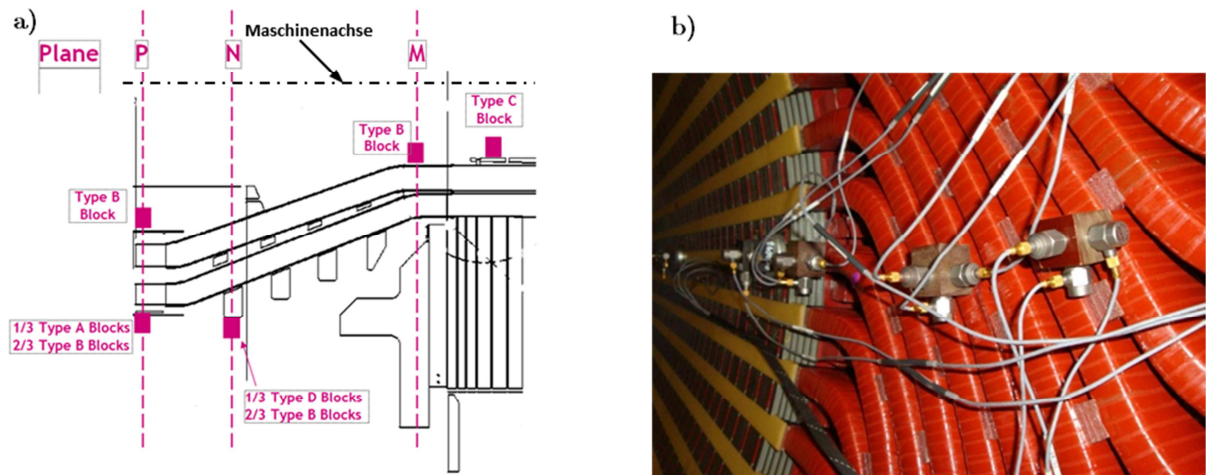 a)
Maschinenachse
Plane
P
N
M
Type C
Block
Type B
Block
Type B
Block
1/3 Type A Blocks
2/3 Type B Blocks
1/3 Type D Blocks
2/3 Type B Blocks
b)